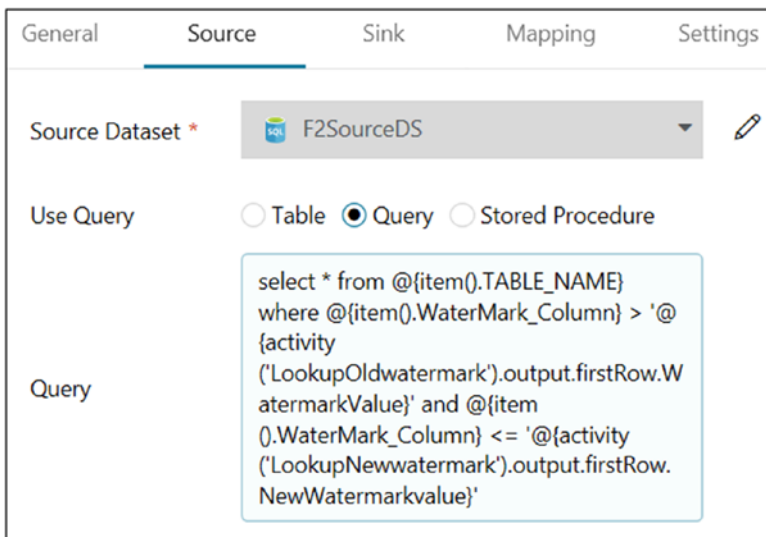 General Source Sink Mapping Settings
Source Dataset * SQL F2SourceDS
Use Query Table Query Stored Procedure
Query
select * from @{item().TABLE_NAME}
where @{item().WaterMark_Column} > '@
{activity
('LookupOldwatermark').output.firstRow.W
atermarkValue}' and @{item
().WaterMark_Column} <= '@{activity
('LookupNewwatermark').output.firstRow.
NewWatermarkvalue}'